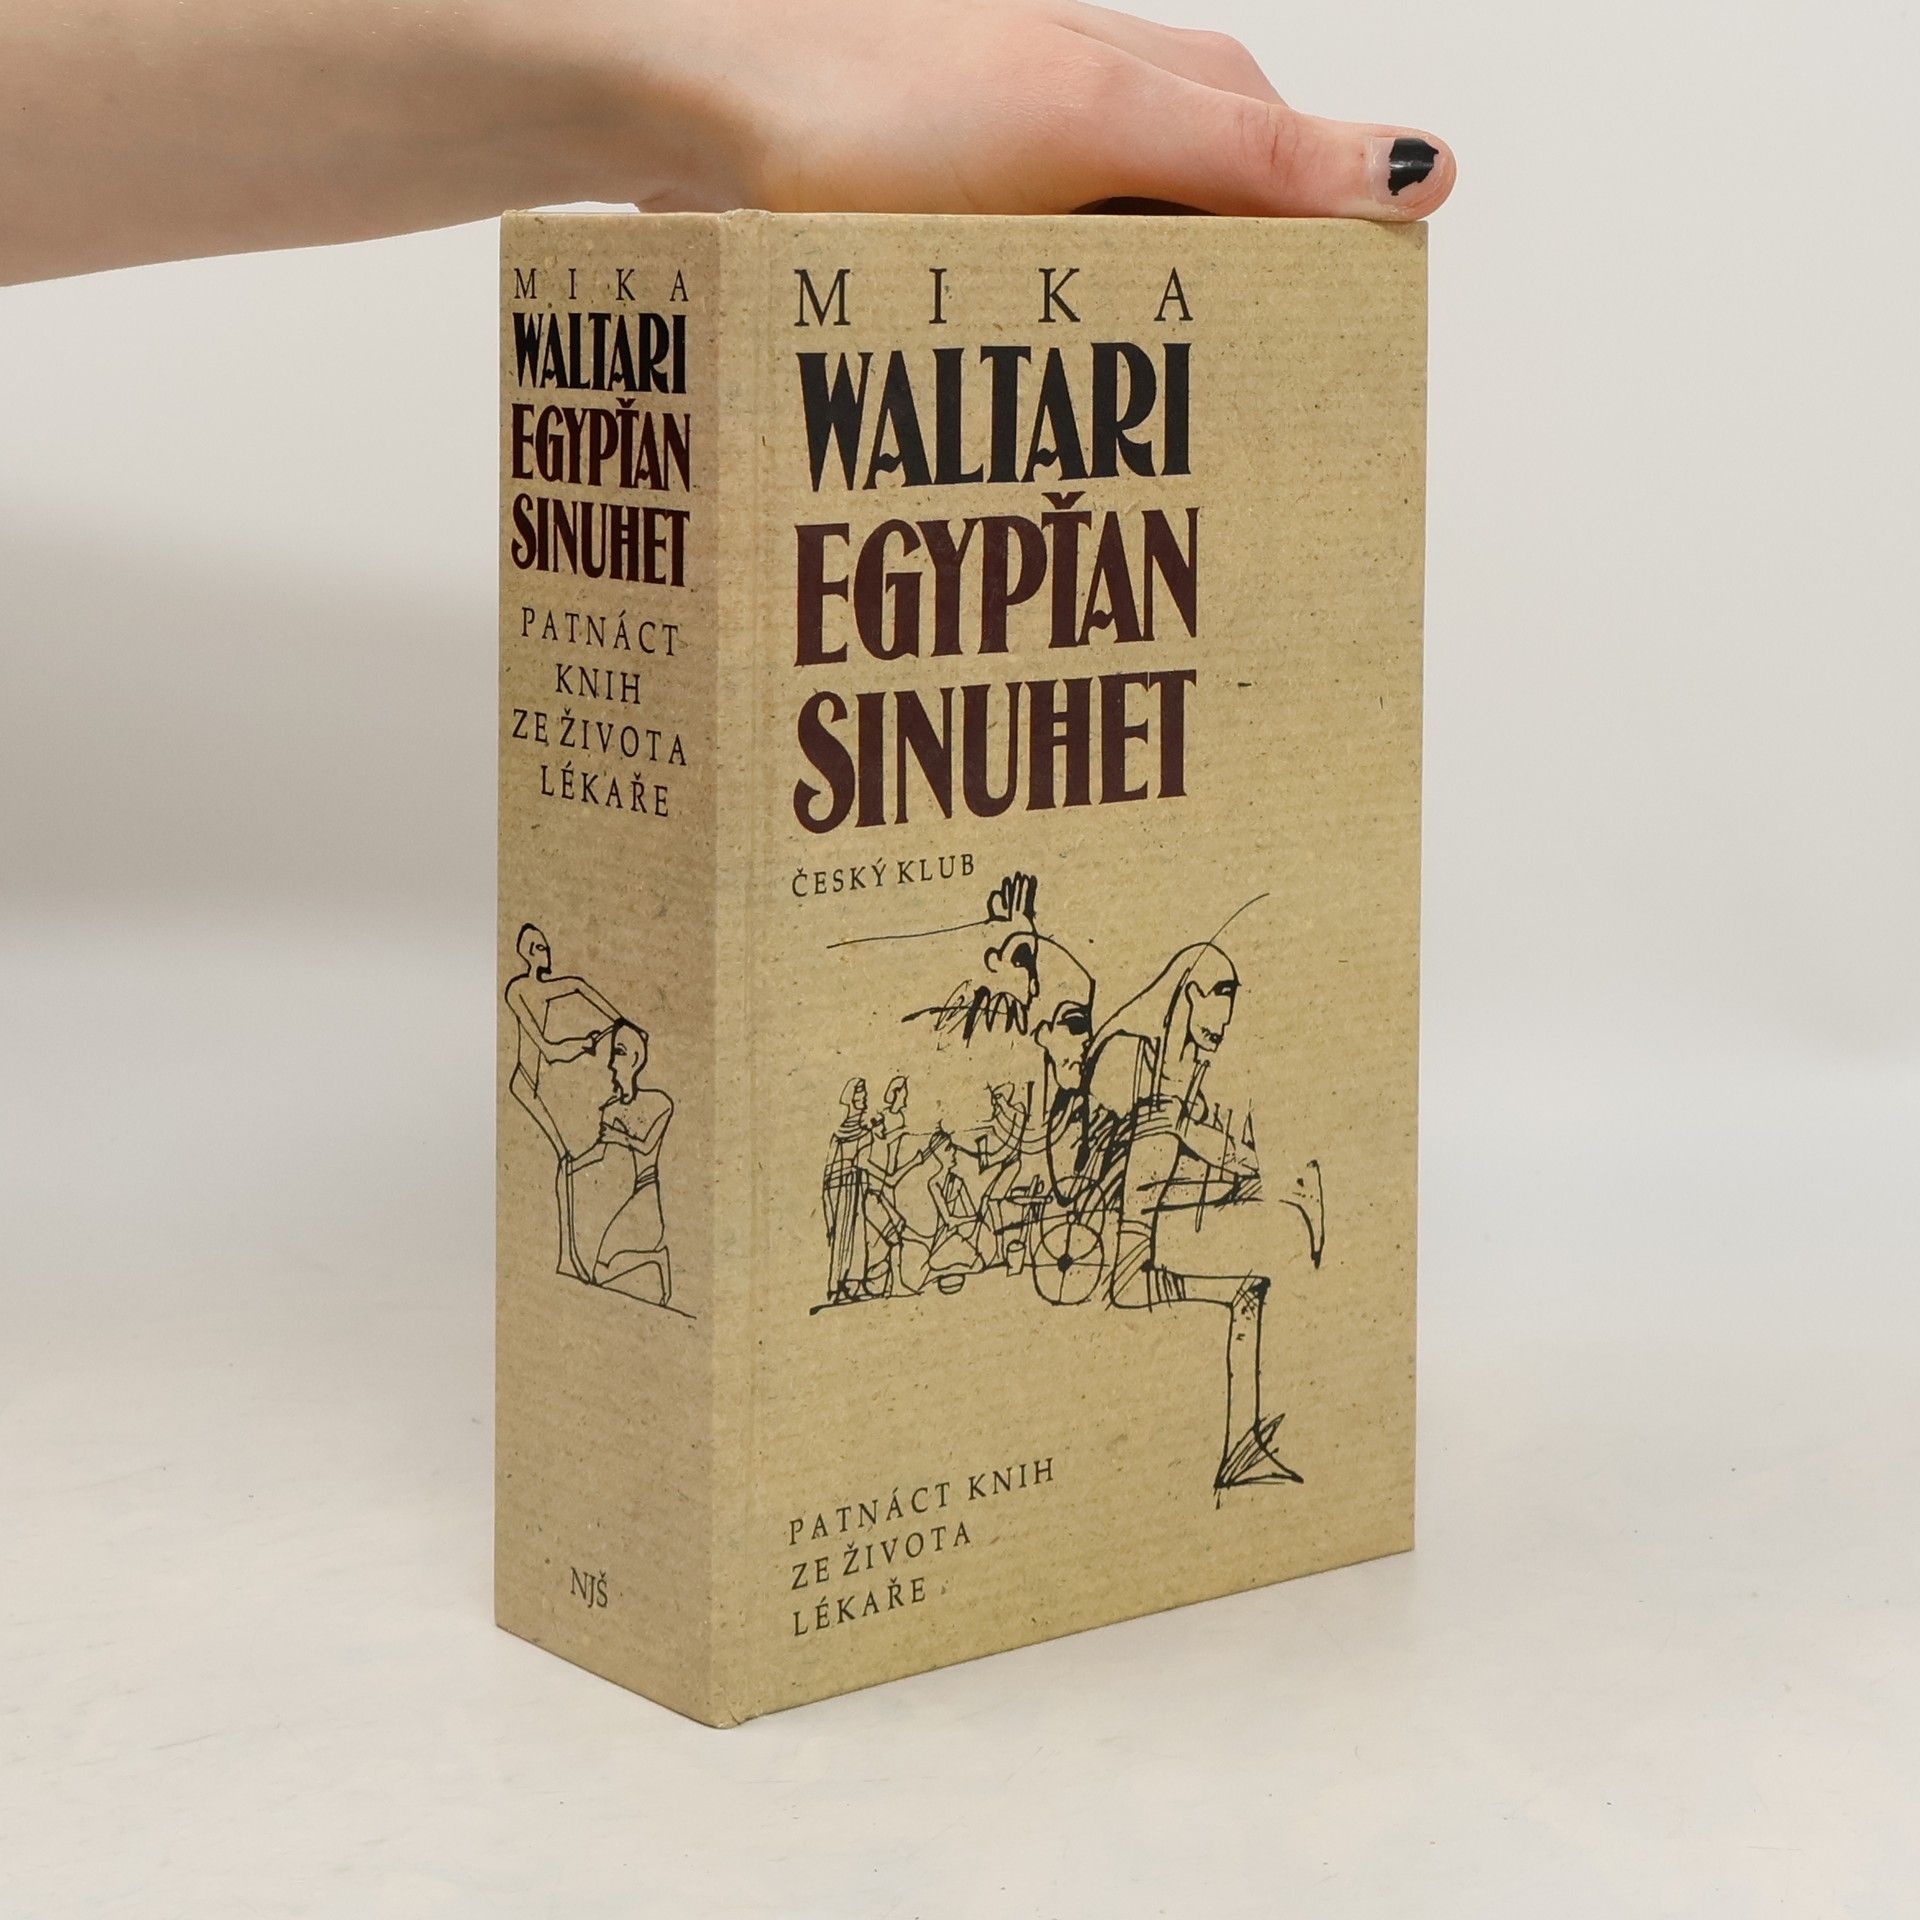 MIKA
WALTARI
EGYPŤAN
SINUHET
PATNÁCT
KNIH
ZE ŽIVOTA
LÉKAŘE
NJŠ
MIKA
WALTARI
EGYPŤAN
SINUHET
ČESKÝ KLUB
PATNÁCT KNIH
ZE ŽIVOTA
LÉKAŘE